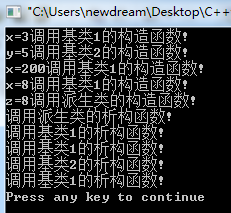 "C:\Users\newdream\Desktop\C++
x=3调用基类1的构造函数!
y=5调用基类2的构造函数!
x=200调用基类1的构造函数!
x=8调用基类1的构造函数!
z=8调用派生类的构造函数!
调用派生类的析构函数!
调用基类1的析构函数!
调用基类1的析构函数!
调用基类2的析构函数!
调用基类1的析构函数!
Press any key to continue